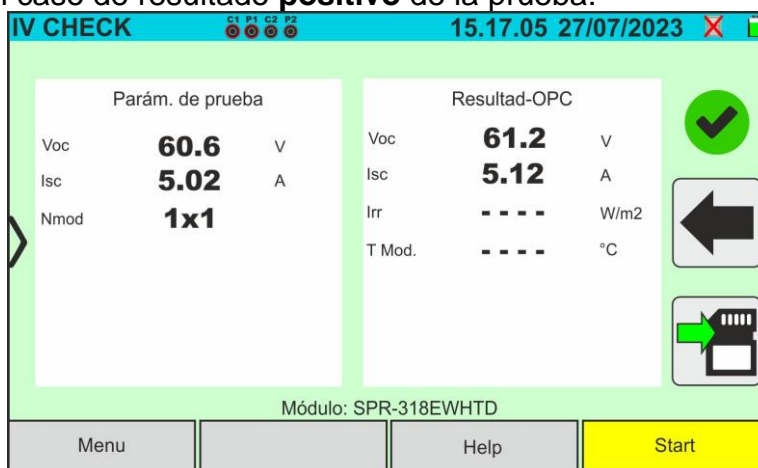 caso de resultado positivo de la prueba:
IV CHECK C1 P1 C2 P2 15.17.05 27/07/2023
Parám. de prueba
Voc 60.6 V
Isc 5.02 A
Nmod 1x1
Resultad-OPC
Voc 61.2 V
Isc 5.12 A
Irr - - - - W/m2
T Mod. - - - - °C
Módulo: SPR-318EWHTD
Menu Help Start